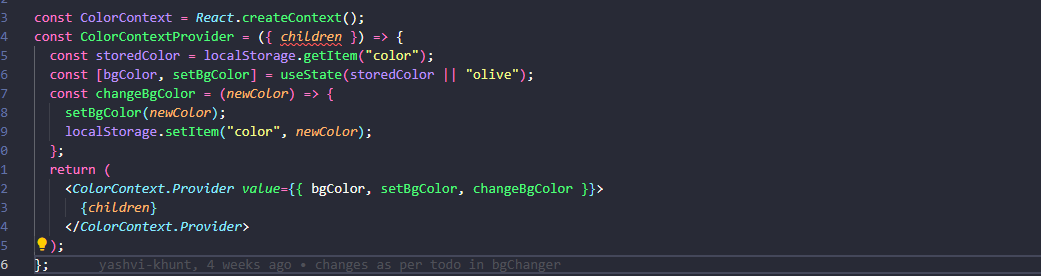 3 const ColorContext = React.createContext();
4 const ColorContextProvider = ({ children }) => {
5   const storedColor = localStorage.getItem("color");
6   const [bgColor, setBgColor] = useState(storedColor || "olive");
7   const changeBgColor = (newColor) => {
8     setBgColor(newColor);
9     localStorage.setItem("color", newColor);
0   };
1   return (
2     <ColorContext.Provider value={{ bgColor, setBgColor, changeBgColor }}>
3       {children}
4     </ColorContext.Provider>
5   );
6 };      yashvi-khunt, 4 weeks ago • changes as per todo in bgChanger